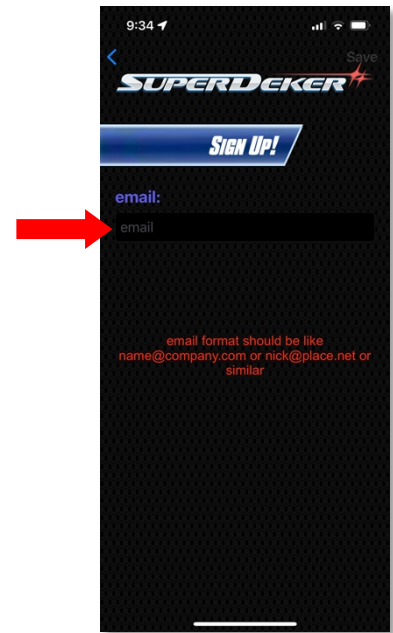 9:34
Save
SUPERDEKER
SIGN UP!
email:
email
email format should be like
name@company.com or nick@place.net or
similar